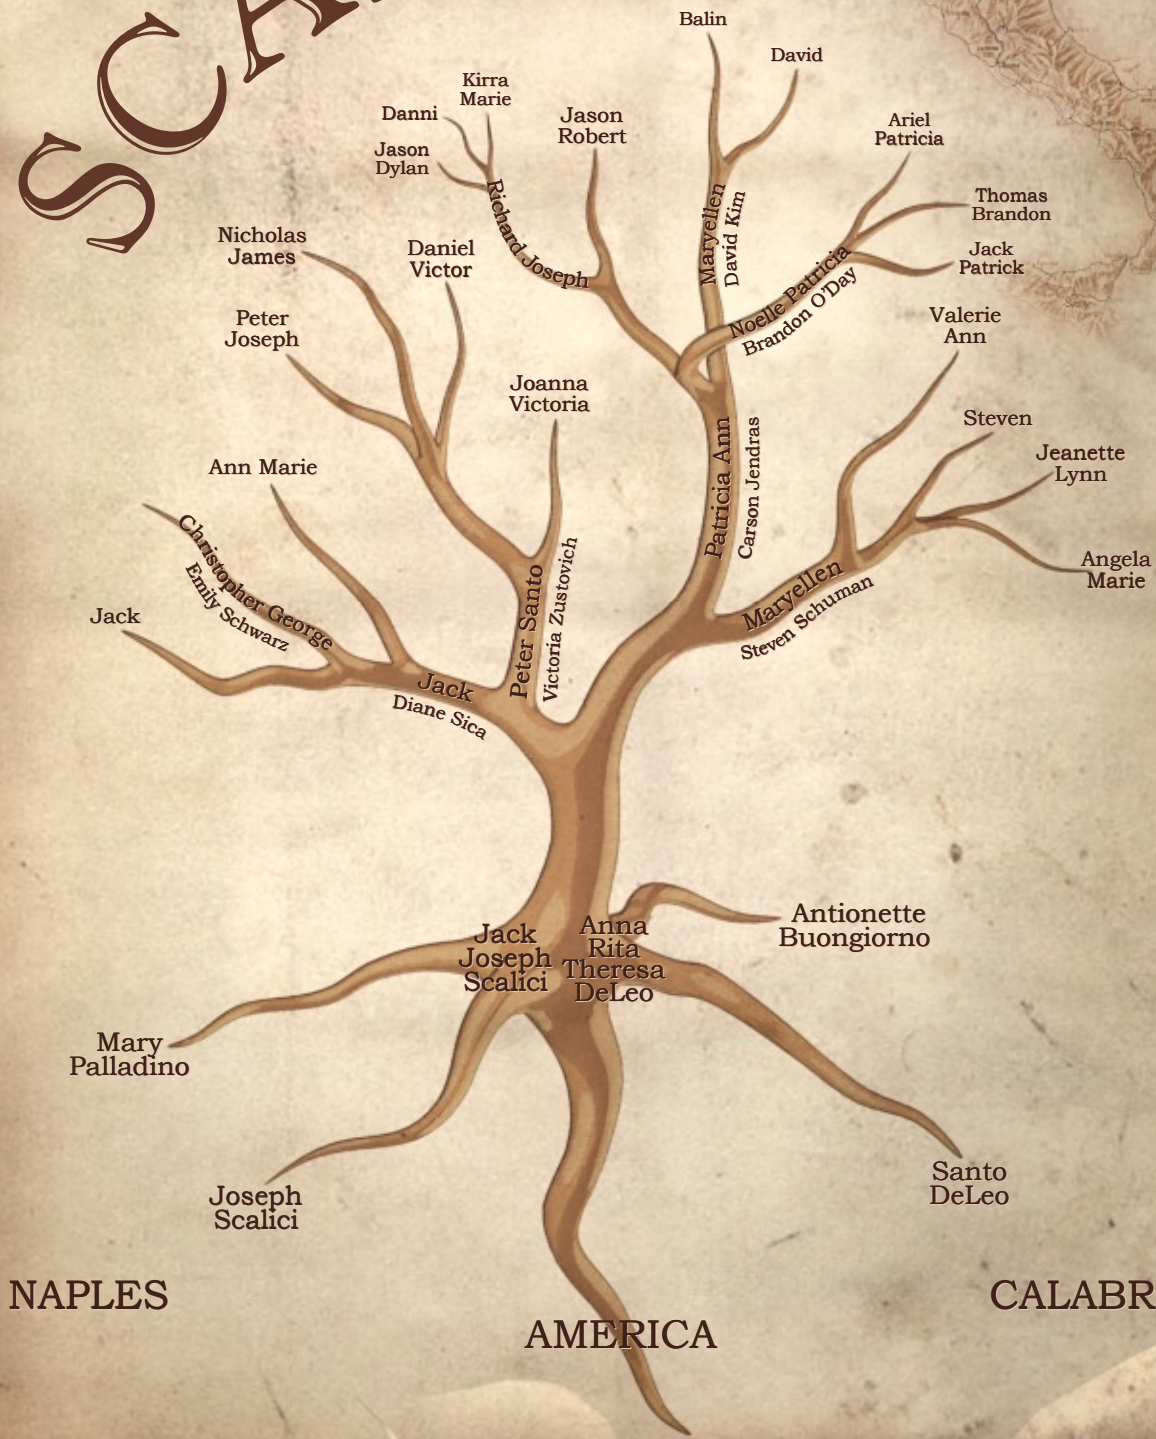 SCA
Balin
David
Kirra
Marie
Danni
Jason
Robert
Ariel
Patricia
Jason
Dylan
Thomas
Brandon
Richard Joseph
Maryellen
David Kim
Nicholas
James
Daniel
Victor
Jack
Patrick
Noelle Patricia
Brandon O'Day
Peter
Joseph
Valerie
Ann
Joanna
Victoria
Steven
Patricia Ann
Carson Jendras
Jeanette
Lynn
Ann Marie
Christopher George
Emily Schwarz
Angela
Marie
Maryellen
Steven Schuman
Peter Santo
Victoria Zustovich
Jack
Jack
Diane Sica
Jack
Joseph
Scalici
Anna
Rita
Theresa
DeLeo
Antionette
Buongiorno
Mary
Palladino
Joseph
Scalici
Santo
DeLeo
NAPLES
CALABR
AMERICA